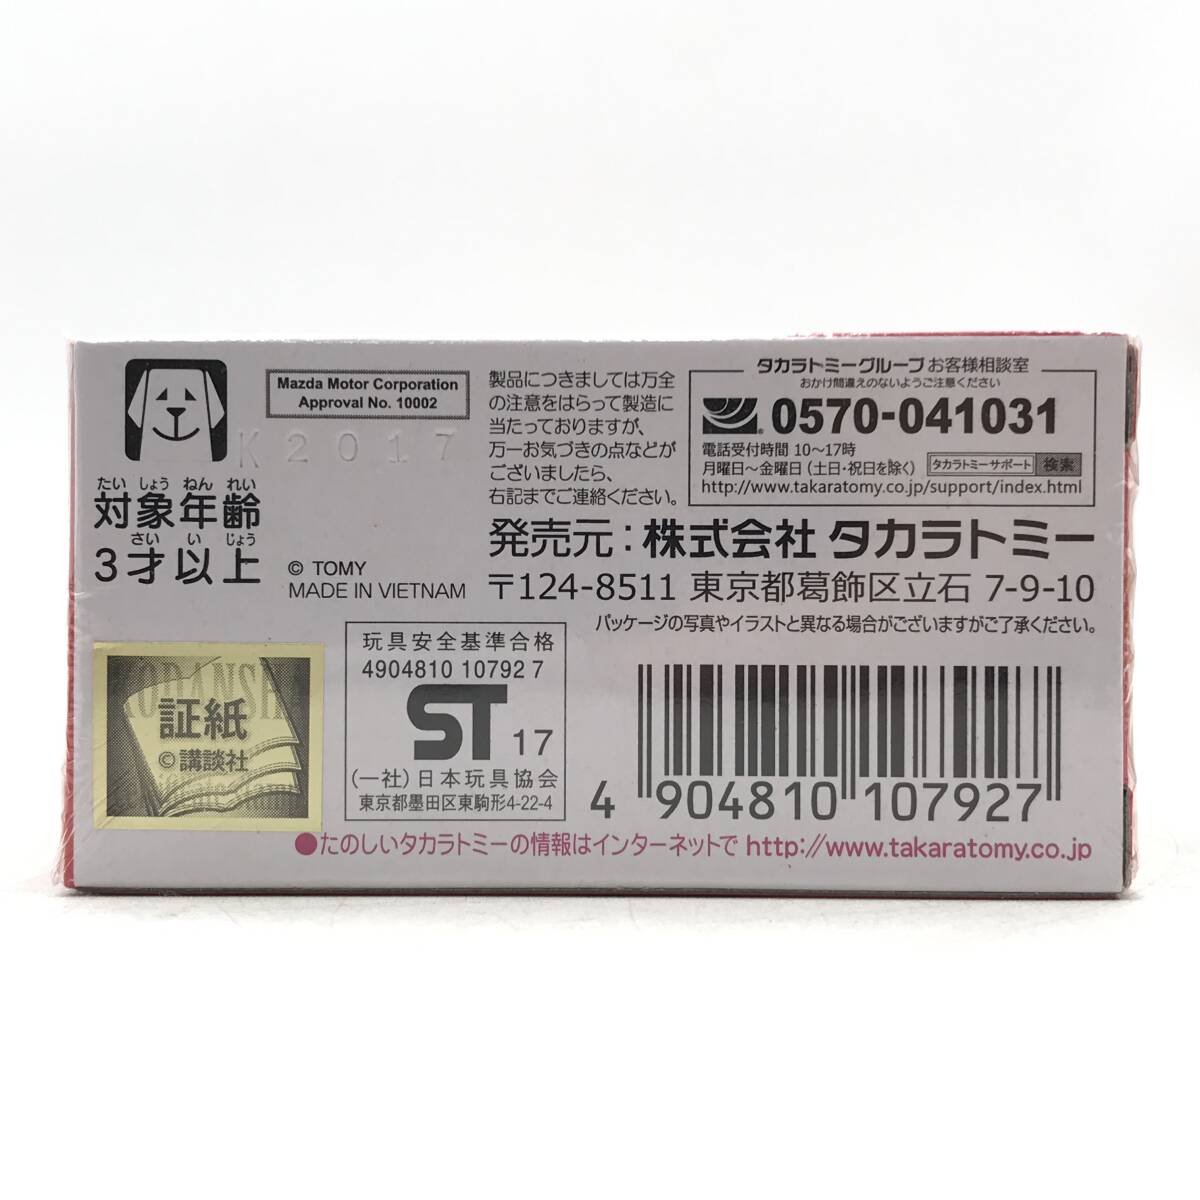 Mazda Motor Corporation
Approval No. 10002
K2017
たい しょう ねん れい
対象年齢
さい い じょう
3才以上
© TOMY
MADE IN VIETNAM
製品につきましては万全
の注意をはらって製造に
当たっておりますが、
万一お気づきの点などが
ございましたら、
右記までご連絡ください。
タカラトミーグループ お客様相談室
おかけ間違えのないようご注意ください
0570-041031
電話受付時間 10〜17時
月曜日〜金曜日（土日・祝日を除く） タカラトミーサポート 検索
http://www.takaratomy.co.jp/support/index.html
発売元：株式会社 タカラトミー
〒124-8511 東京都葛飾区立石 7-9-10
パッケージの写真やイラストと異なる場合がございますがご了承ください。
証紙
©講談社
玩具安全基準合格
4904810 10792 7
ST 17
(一社)日本玩具協会
東京都墨田区東駒形4-22-4
4 904810 107927
●たのしいタカラトミーの情報はインターネットで http://www.takaratomy.co.jp